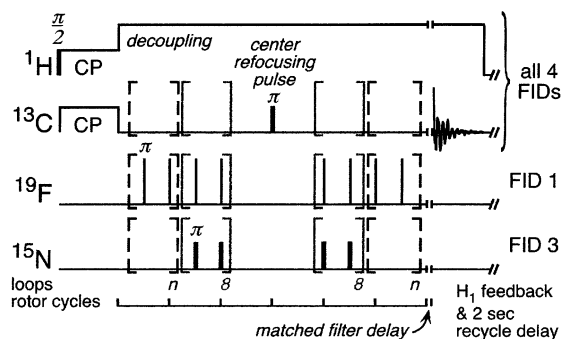 π/2
decoupling
center
refocusing
pulse
π
¹H
CP
all 4
FIDs
¹³C
CP
π
¹⁹F
FID 1
π
¹⁵N
FID 3
loops
n 8 8 n
rotor cycles
H₁ feedback
& 2 sec
recycle delay
matched filter delay